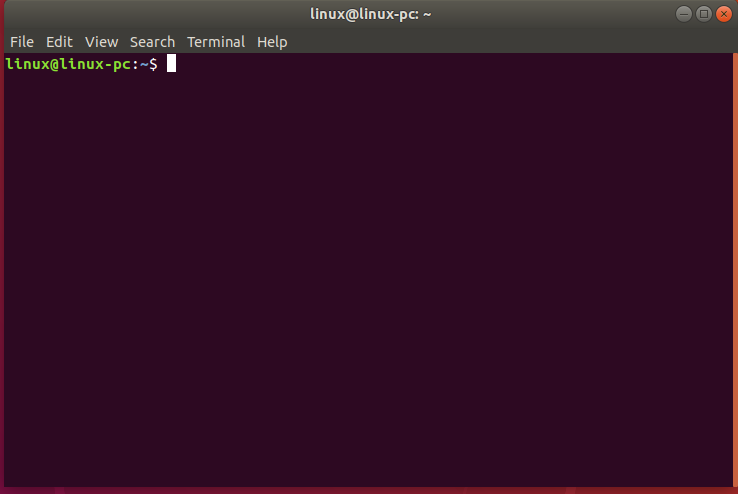 linux@linux-pc: ~
File Edit View Search Terminal Help
linux@linux-pc:~$